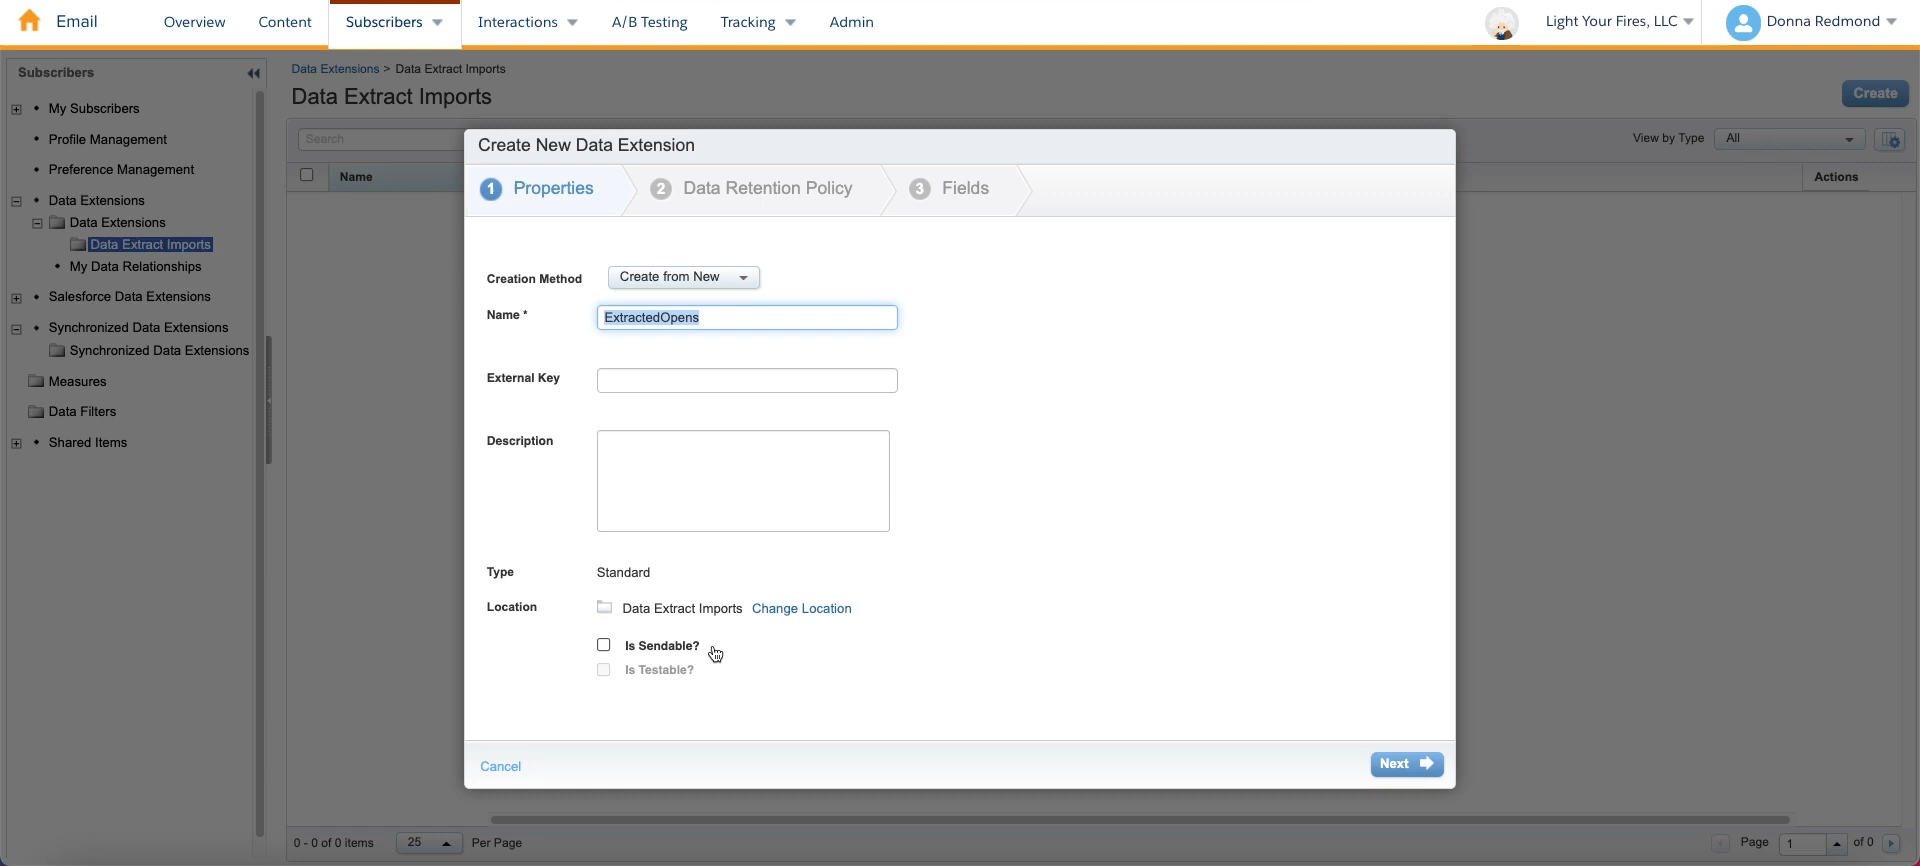 Email Overview Content Subscribers Interactions A/B Testing Tracking Admin Light Your Fires, LLC Donna Redmond
Subscribers
My Subscribers
Profile Management
Preference Management
Data Extensions
Data Extensions
Data Extract Imports
My Data Relationships
Salesforce Data Extensions
Synchronized Data Extensions
Synchronized Data Extensions
Measures
Data Filters
Shared Items
Data Extensions > Data Extract Imports
Data Extract Imports
Create
Search
View by Type All
Name
Actions
Create New Data Extension
1 Properties 2 Data Retention Policy 3 Fields
Creation Method Create from New
Name * ExtractedOpens
External Key
Description
Type Standard
Location Data Extract Imports Change Location
Is Sendable?
Is Testable?
Cancel Next
0 - 0 of 0 items 25 Per Page Page 1 of 0